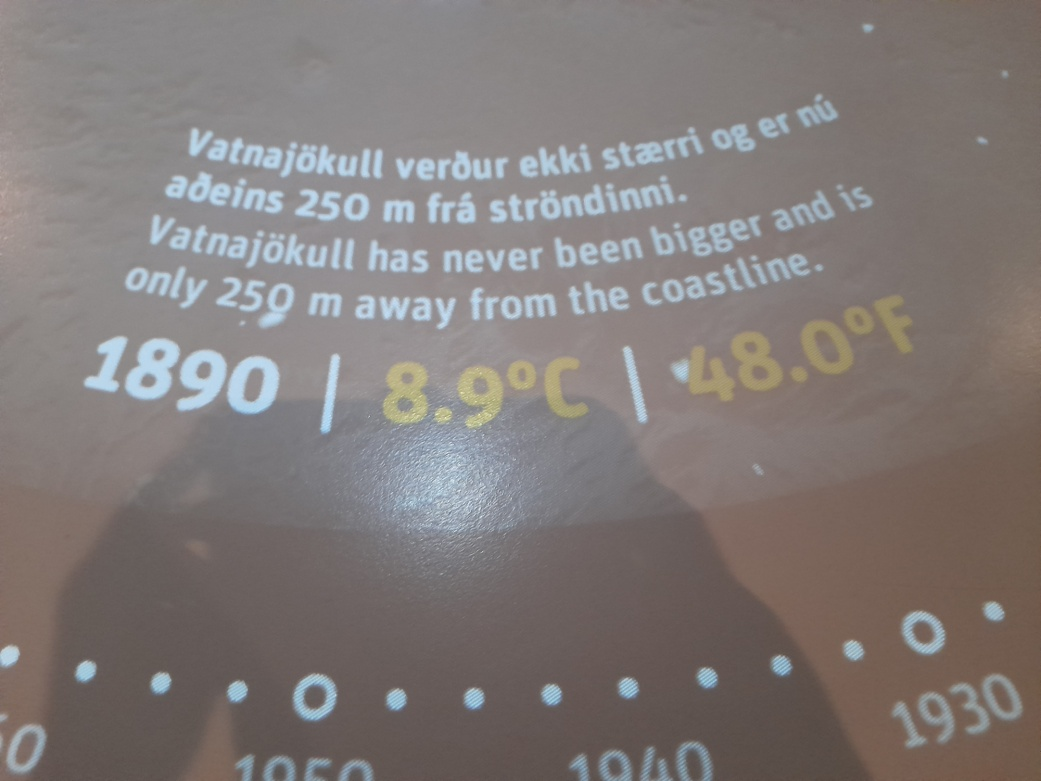 Vatnajökull verður ekki stærri og er nú
aðeins 250 m frá ströndinni.
Vatnajökull has never been bigger and is
only 250 m away from the coastline.
1890 | 8.9°C | 48.0°F
1950 1940 1930